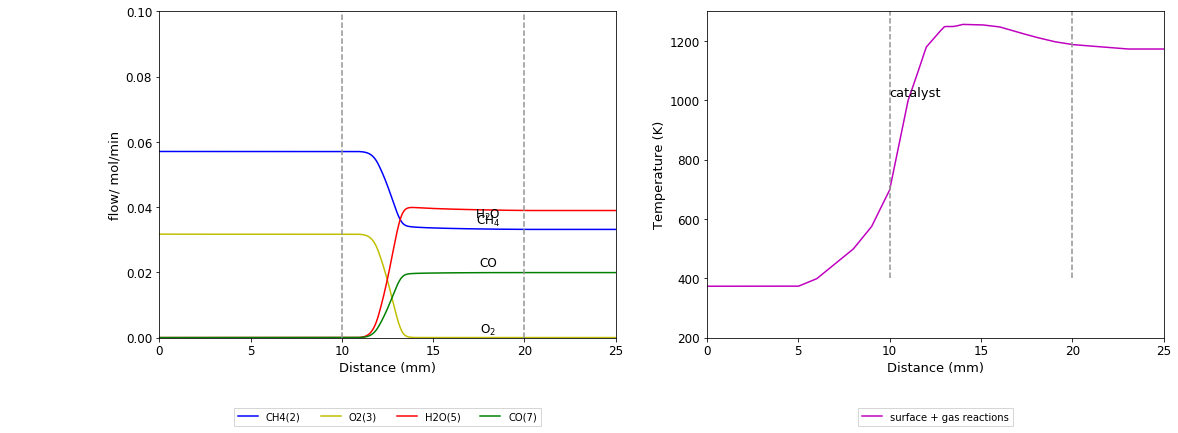 0.10
0.08
0.06
0.04
0.02
0.00
flow/ mol/min
H₂O
CH₄
CO
O₂
0 5 10 15 20 25
Distance (mm)
CH4(2) O2(3) H2O(5) CO(7)
1200
1000
800
600
400
200
Temperature (K)
catalyst
0 5 10 15 20 25
Distance (mm)
surface + gas reactions